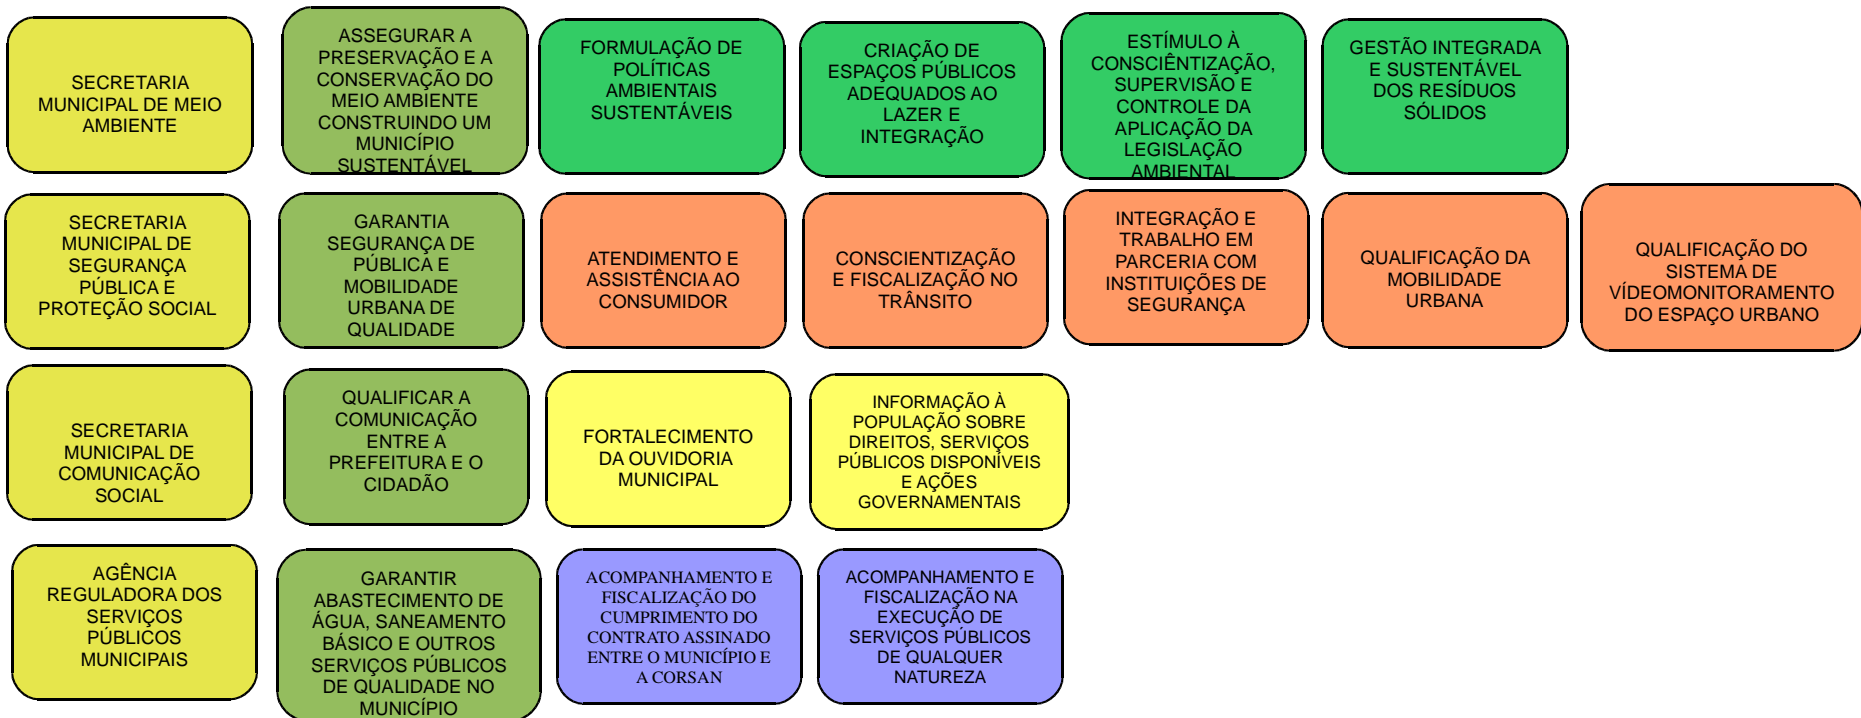 SECRETARIA
MUNICIPAL DE MEIO
AMBIENTE
ASSEGURAR A
PRESERVAÇÃO E A
CONSERVAÇÃO DO
MEIO AMBIENTE
CONSTRUINDO UM
MUNICÍPIO
SUSTENTÁVEL
FORMULAÇÃO DE
POLÍTICAS
AMBIENTAIS
SUSTENTÁVEIS
CRIAÇÃO DE
ESPAÇOS PÚBLICOS
ADEQUADOS AO
LAZER E
INTEGRAÇÃO
ESTÍMULO À
CONSCIÊNTIZAÇÃO,
SUPERVISÃO E
CONTROLE DA
APLICAÇÃO DA
LEGISLAÇÃO
AMBIENTAL
GESTÃO INTEGRADA
E SUSTENTÁVEL
DOS RESÍDUOS
SÓLIDOS
SECRETARIA
MUNICIPAL DE
SEGURANÇA
PÚBLICA E
PROTEÇÃO SOCIAL
GARANTIA
SEGURANÇA DE
PÚBLICA E
MOBILIDADE
URBANA DE
QUALIDADE
ATENDIMENTO E
ASSISTÊNCIA AO
CONSUMIDOR
CONSCIENTIZAÇÃO
E FISCALIZAÇÃO NO
TRÂNSITO
INTEGRAÇÃO E
TRABALHO EM
PARCERIA COM
INSTITUIÇÕES DE
SEGURANÇA
QUALIFICAÇÃO DA
MOBILIDADE
URBANA
QUALIFICAÇÃO DO
SISTEMA DE
VÍDEOMONITORAMENTO
DO ESPAÇO URBANO
SECRETARIA
MUNICIPAL DE
COMUNICAÇÃO
SOCIAL
QUALIFICAR A
COMUNICAÇÃO
ENTRE A
PREFEITURA E O
CIDADÃO
FORTALECIMENTO
DA OUVIDORIA
MUNICIPAL
INFORMAÇÃO À
POPULAÇÃO SOBRE
DIREITOS, SERVIÇOS
PÚBLICOS DISPONÍVEIS
E AÇÕES
GOVERNAMENTAIS
AGÊNCIA
REGULADORA DOS
SERVIÇOS
PÚBLICOS
MUNICIPAIS
GARANTIR
ABASTECIMENTO DE
ÁGUA, SANEAMENTO
BÁSICO E OUTROS
SERVIÇOS PÚBLICOS
DE QUALIDADE NO
MUNICÍPIO
ACOMPANHAMENTO E
FISCALIZAÇÃO DO
CUMPRIMENTO DO
CONTRATO ASSINADO
ENTRE O MUNICÍPIO E
A CORSAN
ACOMPANHAMENTO E
FISCALIZAÇÃO NA
EXECUÇÃO DE
SERVIÇOS PÚBLICOS
DE QUALQUER
NATUREZA